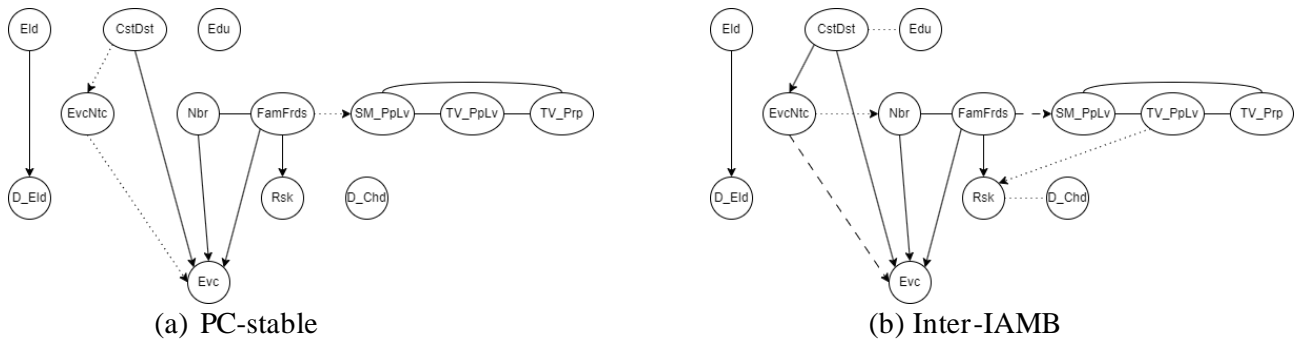 Eld CstDst Edu Eld CstDst Edu
EvcNtc Nbr FamFrds SM_PpLv TV_PpLv TV_Prp EvcNtc Nbr FamFrds SM_PpLv TV_PpLv TV_Prp
D_Eld Rsk D_Chd D_Eld Rsk D_Chd
Evc Evc
(a) PC-stable (b) Inter-IAMB